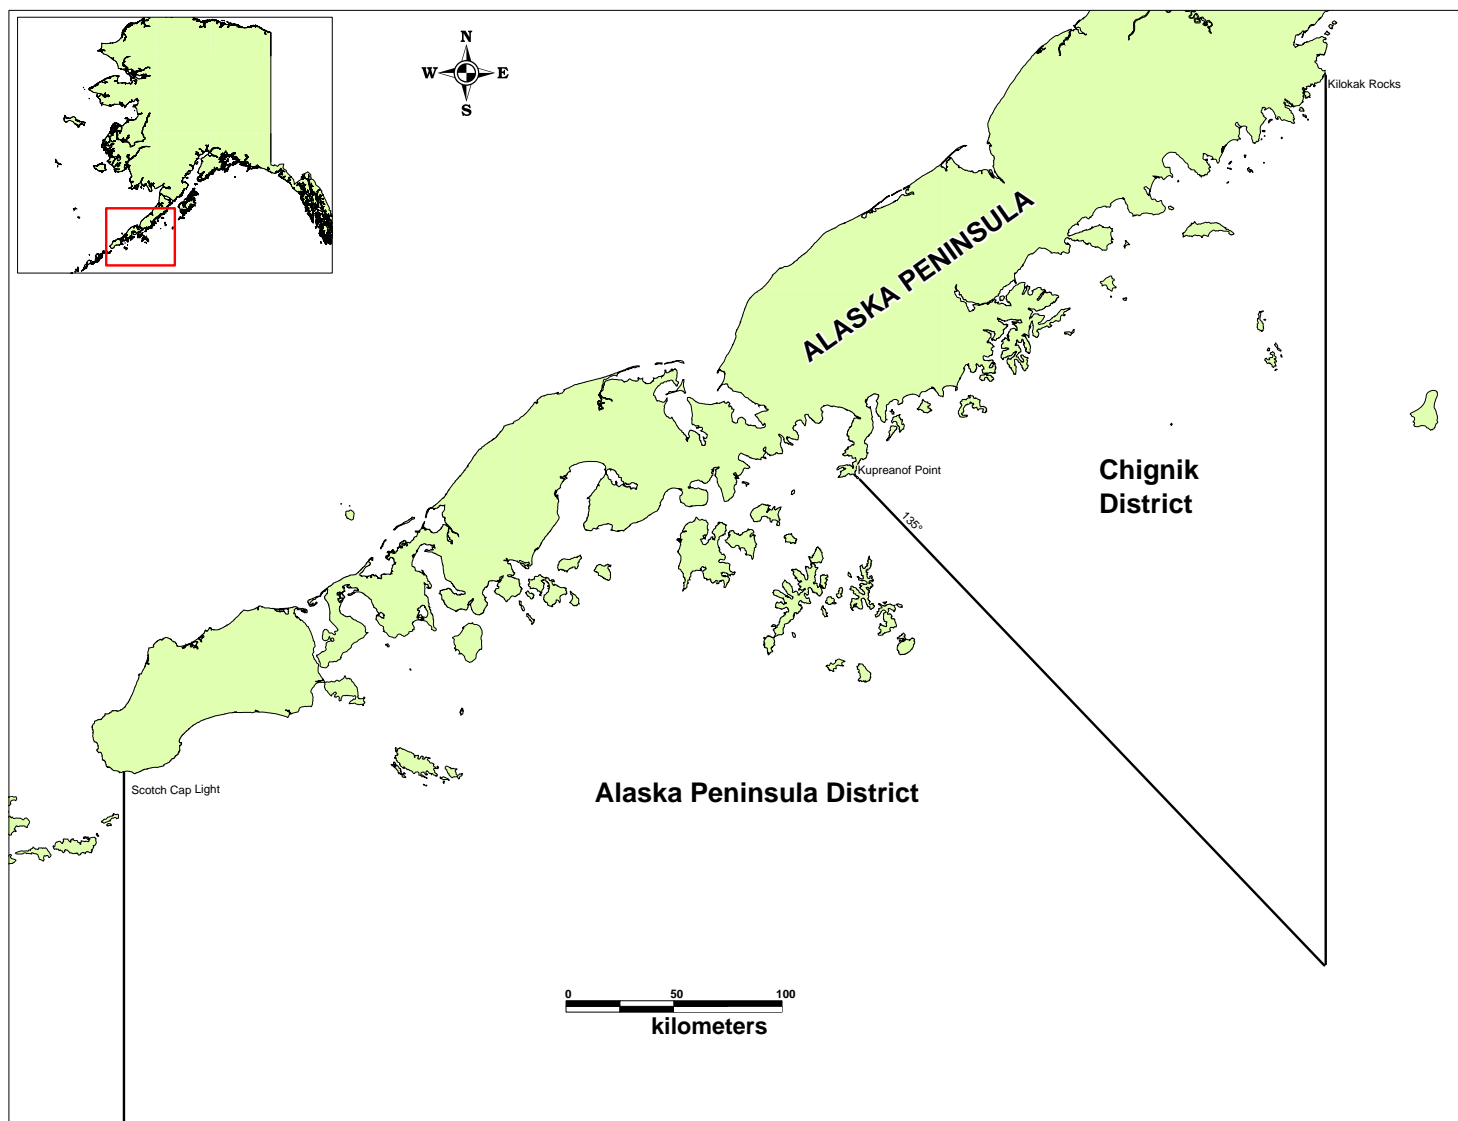 N
W E
S
Kilokak Rocks
ALASKA PENINSULA
Kupreanof Point
Chignik
District
135°
Scotch Cap Light
Alaska Peninsula District
0 50 100
kilometers